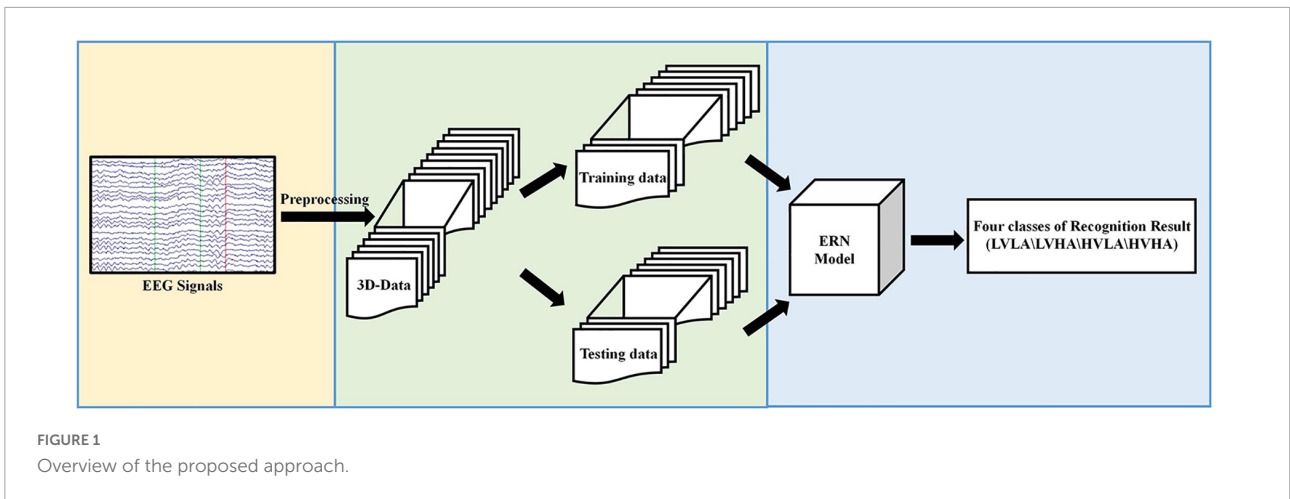 Preprocessing
EEG Signals
3D-Data
Training data
Testing data
ERN
Model
Four classes of Recognition Result
(LVLA\LVHA\HVLA\HVHA)
FIGURE 1
Overview of the proposed approach.